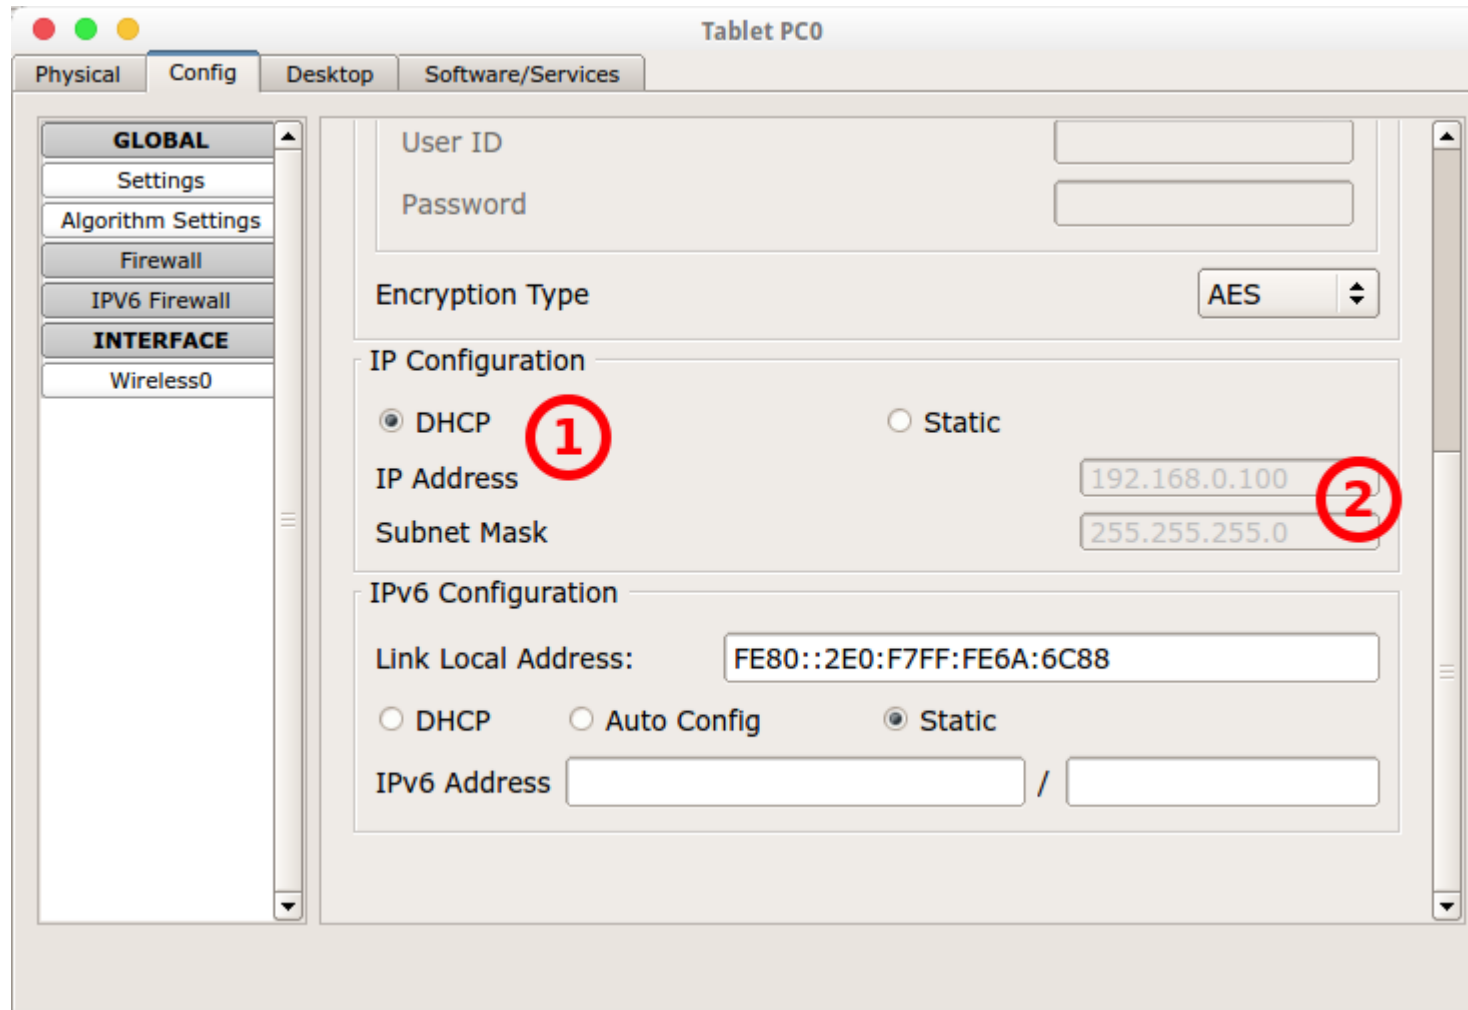 Tablet PC0
Physical Config Desktop Software/Services
GLOBAL
Settings
Algorithm Settings
Firewall
IPV6 Firewall
INTERFACE
Wireless0
User ID
Password
Encryption Type AES
IP Configuration
DHCP 1 Static
IP Address 192.168.0.100
2
Subnet Mask 255.255.255.0
IPv6 Configuration
Link Local Address: FE80::2E0:F7FF:FE6A:6C88
DHCP Auto Config Static
IPv6 Address /